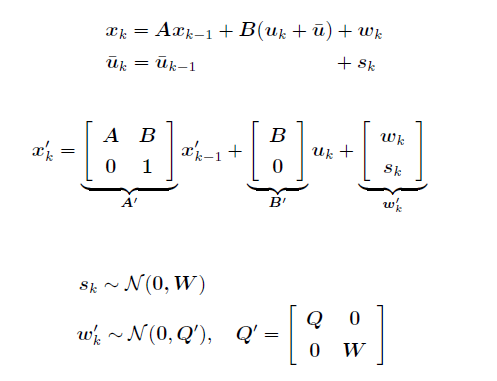 x_k = Ax_{k-1} + B(u_k + ū) + w_k
ū_k = ū_{k-1} + s_k
x'_k = [ A B ; 0 1 ] x'_{k-1} + [ B ; 0 ] u_k + [ w_k ; s_k ]
A' B' w'_k
s_k ∼ N(0, W)
w'_k ∼ N(0, Q'), Q' = [ Q 0 ; 0 W ]